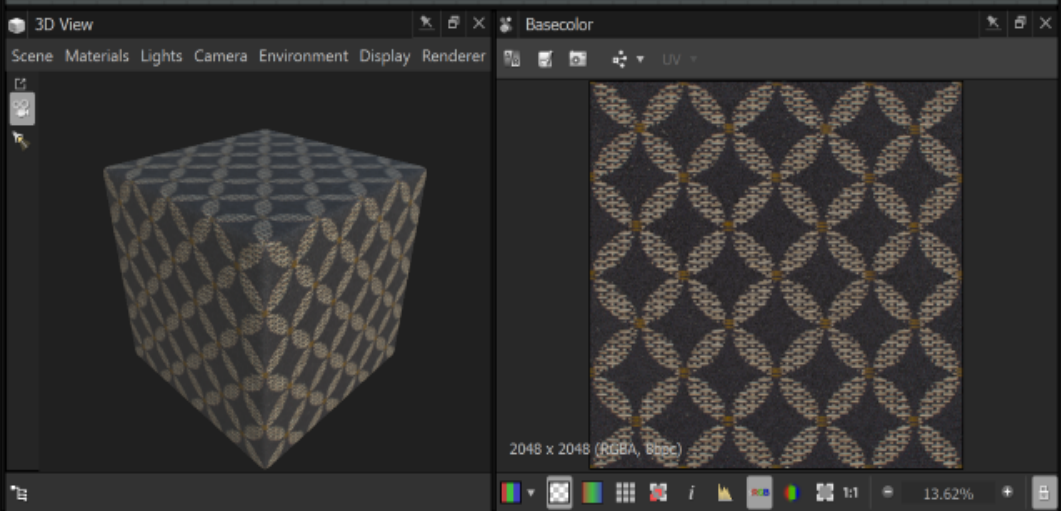 3D View
Scene Materials Lights Camera Environment Display Renderer
Basecolor
UV
2048 x 2048 (RGBA, 8bpc)
i RGB 1:1 13.62%